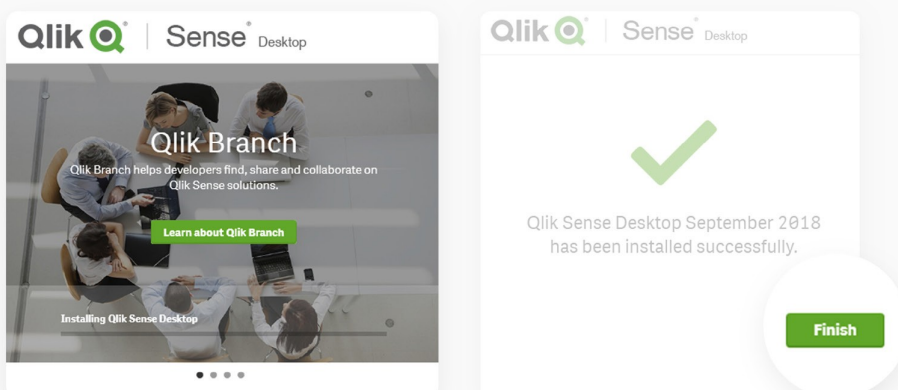 Qlik Sense® Desktop
Qlik Branch
Qlik Branch helps developers find, share and collaborate on
Qlik Sense solutions.
Learn about Qlik Branch
Installing Qlik Sense Desktop
Qlik Sense® Desktop
Qlik Sense Desktop September 2018
has been installed successfully.
Finish